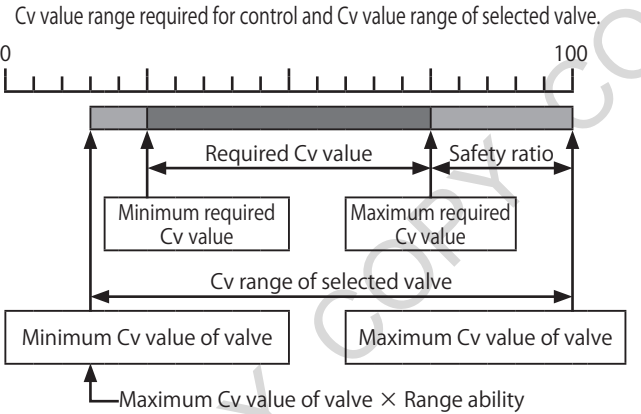 Cv value range required for control and Cv value range of selected valve.
0 100
Required Cv value Safety ratio
Minimum required
Cv value
Maximum required
Cv value
Cv range of selected valve
Minimum Cv value of valve
Maximum Cv value of valve
Maximum Cv value of valve × Range ability
COPY CO